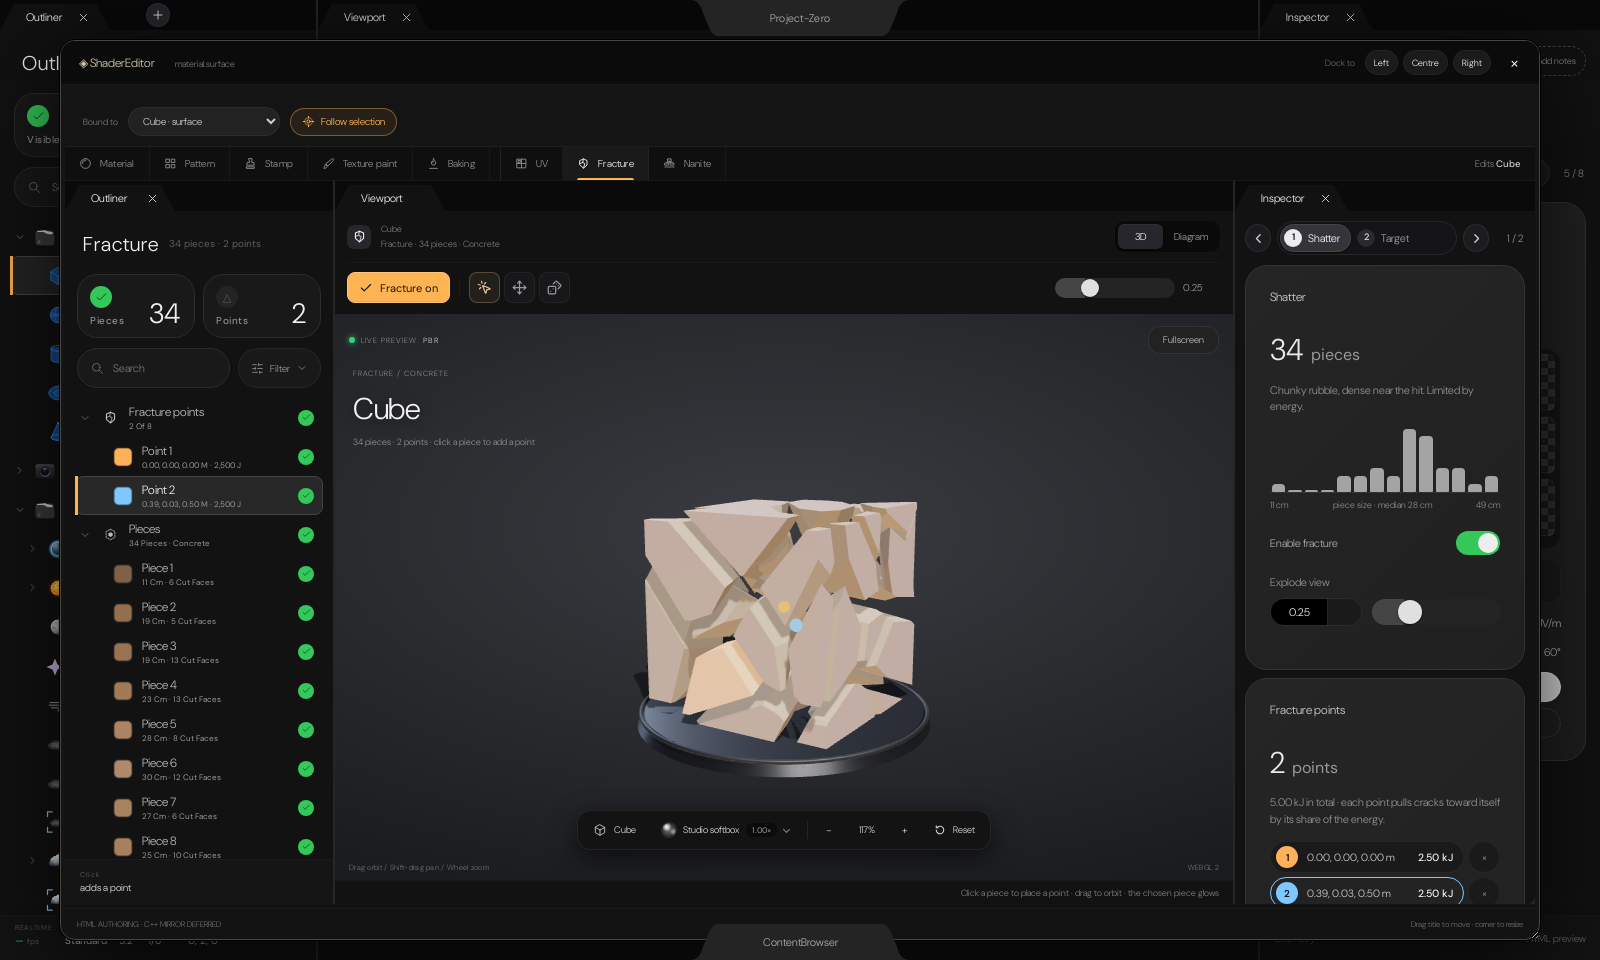 Outliner
Viewport
Project-Zero
Inspector
Outl
ShaderEditor
material.surface
Dock to
Left
Centre
Right
dd notes
Visible
Bound to
Cube · surface
Follow selection
Material
Pattern
Stamp
Texture paint
Baking
UV
Fracture
Nanite
Edits Cube
5 / 8
Outliner
Viewport
Inspector
Fracture
34 pieces · 2 points
Cube
Fracture · 34 pieces · Concrete
3D
Diagram
1 Shatter
2 Target
1 / 2
Pieces
34
Points
2
Fracture on
0.25
Search
Filter
LIVE PREVIEW PBR
Fullscreen
FRACTURE / CONCRETE
Cube
34 pieces · 2 points · click a piece to add a point
Fracture points
2 Of 8
Point 1
0.00, 0.00, 0.00 M · 2,500 J
Point 2
0.39, 0.03, 0.50 M · 2,500 J
Pieces
34 Pieces · Concrete
Piece 1
11 Cm · 6 Cut Faces
Piece 2
19 Cm · 5 Cut Faces
Piece 3
19 Cm · 13 Cut Faces
Piece 4
23 Cm · 13 Cut Faces
Piece 5
28 Cm · 8 Cut Faces
Piece 6
30 Cm · 12 Cut Faces
Piece 7
27 Cm · 6 Cut Faces
Piece 8
25 Cm · 10 Cut Faces
Click
adds a point
Cube
Studio softbox
1.00×
−
117%
+
Reset
Drag orbit / Shift-drag pan / Wheel zoom
WEBGL 2
Click a piece to place a point · drag to orbit · the chosen piece glows
Shatter
34 pieces
Chunky rubble, dense near the hit. Limited by
energy.
11 cm
piece size · median 28 cm
49 cm
Enable fracture
Explode view
0.25
Fracture points
2 points
5.00 kJ in total · each point pulls cracks toward itself
by its share of the energy.
1
0.00, 0.00, 0.00 m
2.50 kJ
×
2
0.39, 0.03, 0.50 m
2.50 kJ
×
60°
HTML AUTHORING · C++ MIRROR DEFERRED
Drag title to move · corner to resize
REALTIME
fps
ContentBrowser